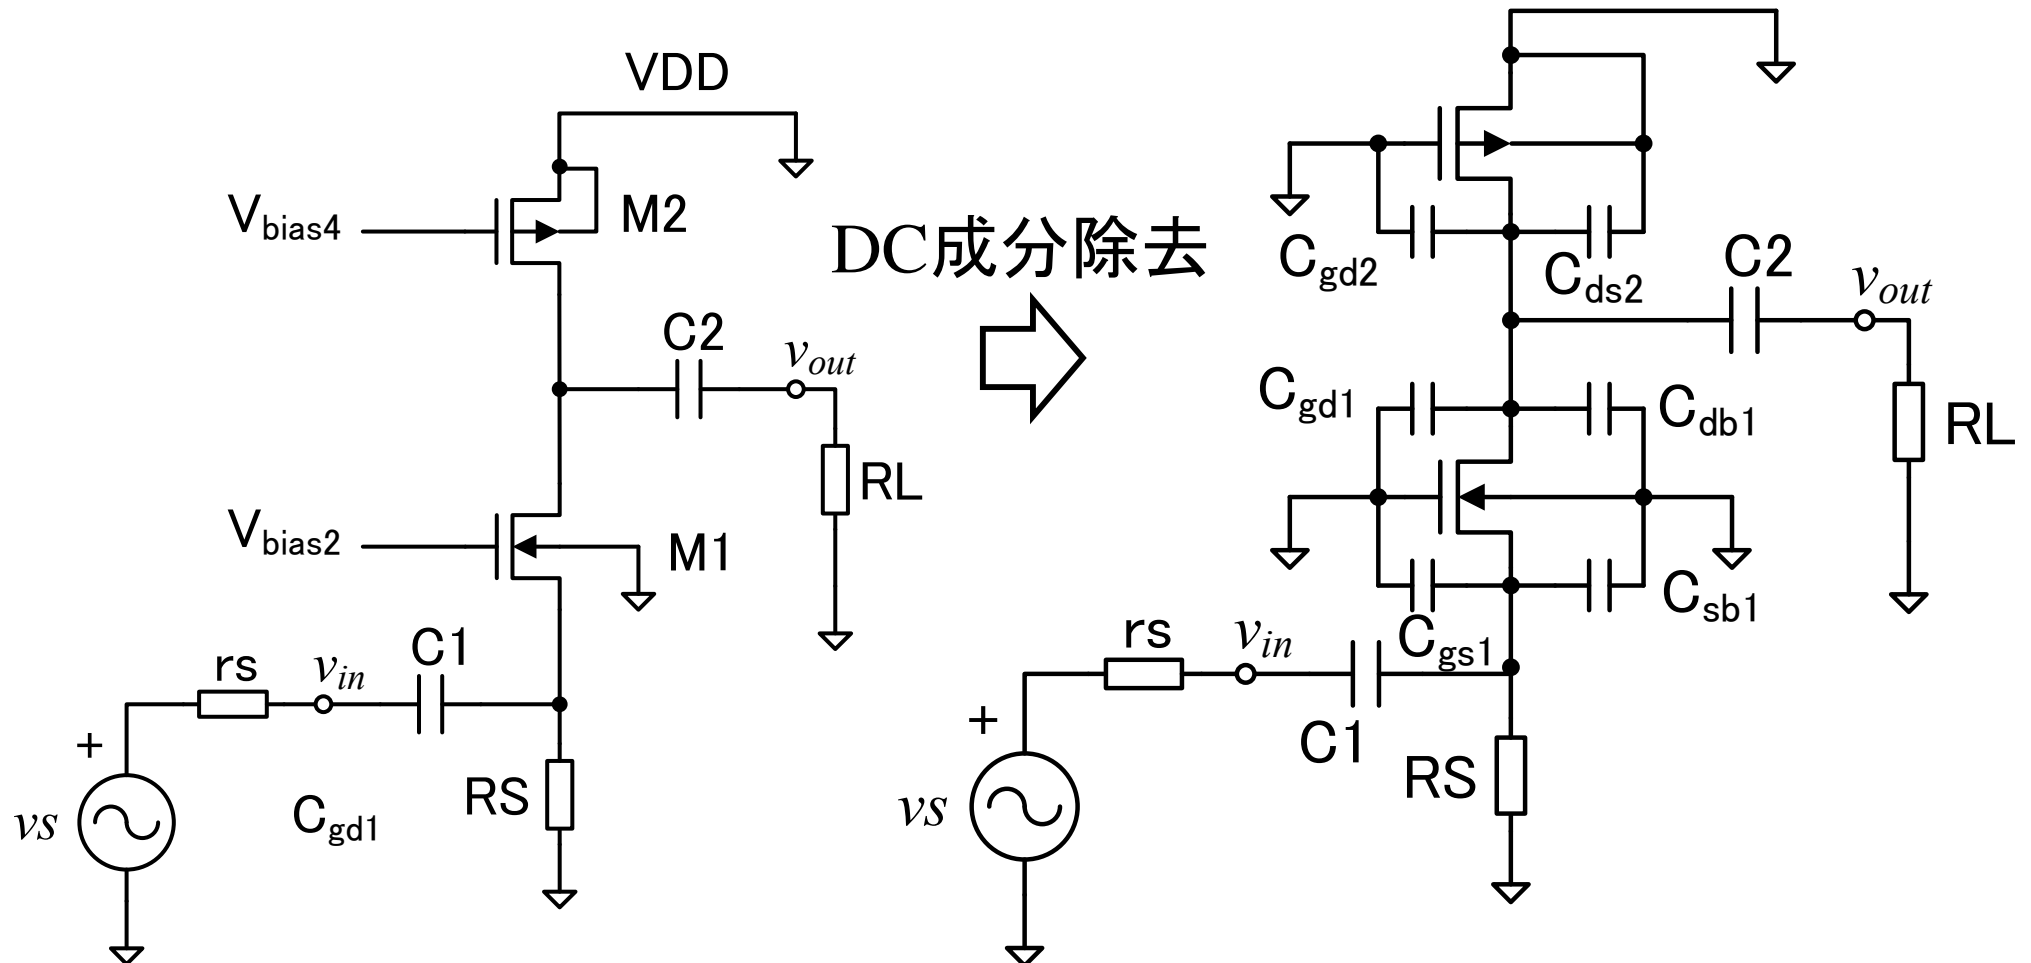 VDD
Vbias4
M2
C2
vout
RL
Vbias2
M1
C1
rs
vin
+
vs
Cgd1
RS
DC成分除去
Cgd2
Cds2
C2
vout
Cgd1
Cdb1
RL
Cgs1
Csb1
rs
vin
C1
+
vs
RS